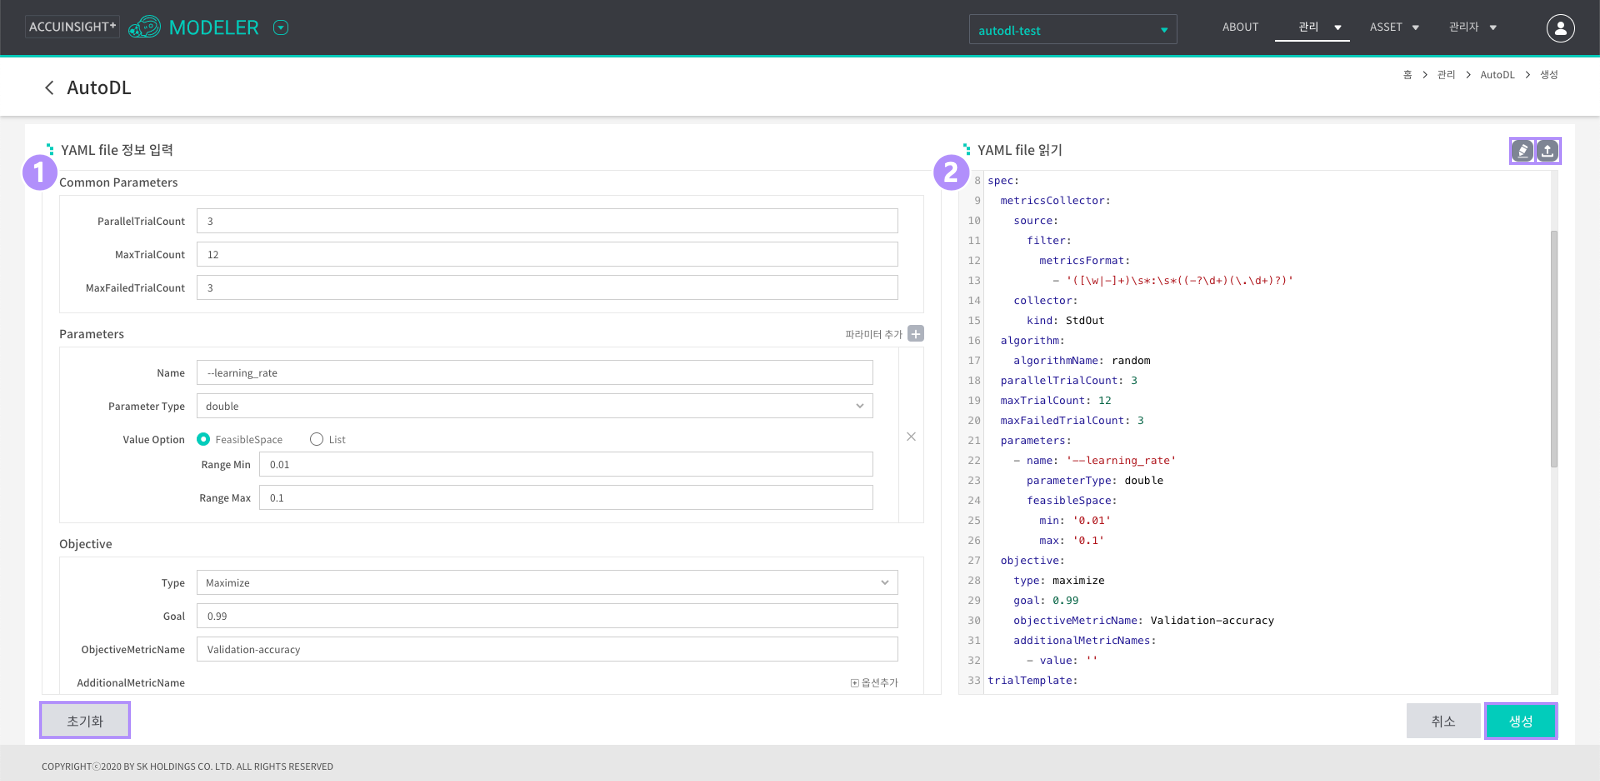 ACCUINSIGHT+ MODELER
autodl-test
ABOUT 관리 ASSET 관리자
AutoDL
홈 > 관리 > AutoDL > 생성
1
YAML file 정보 입력
Common Parameters
ParallelTrialCount 3
MaxTrialCount 12
MaxFailedTrialCount 3
Parameters 파라미터 추가 +
Name --learning_rate
Parameter Type double
Value Option FeasibleSpace List
Range Min 0.01
Range Max 0.1
Objective
Type Maximize
Goal 0.99
ObjectiveMetricName Validation-accuracy
AdditionalMetricName 옵션추가
초기화
2
YAML file 읽기
8 spec:
9 metricsCollector:
10 source:
11 filter:
12 metricsFormat:
13 - '([\w|-]+)\s*:\s*((-?\d+)(\.\d+)?)'
14 collector:
15 kind: StdOut
16 algorithm:
17 algorithmName: random
18 parallelTrialCount: 3
19 maxTrialCount: 12
20 maxFailedTrialCount: 3
21 parameters:
22 - name: '--learning_rate'
23 parameterType: double
24 feasibleSpace:
25 min: '0.01'
26 max: '0.1'
27 objective:
28 type: maximize
29 goal: 0.99
30 objectiveMetricName: Validation-accuracy
31 additionalMetricNames:
32 - value: ''
33 trialTemplate:
취소 생성
COPYRIGHTⓒ2020 BY SK HOLDINGS CO. LTD. ALL RIGHTS RESERVED